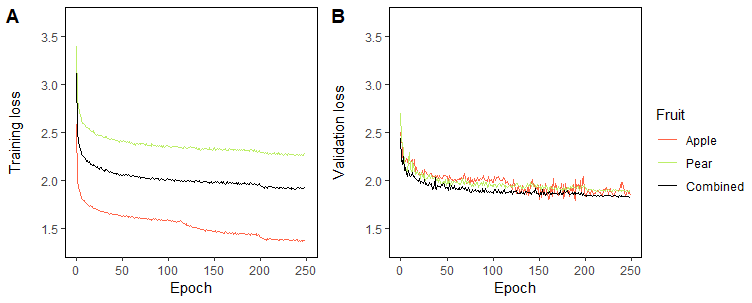 A
Training loss
3.5
3.0
2.5
2.0
1.5
0 50 100 150 200 250
Epoch
B
Validation loss
3.5
3.0
2.5
2.0
1.5
0 50 100 150 200 250
Epoch
Fruit
Apple
Pear
Combined